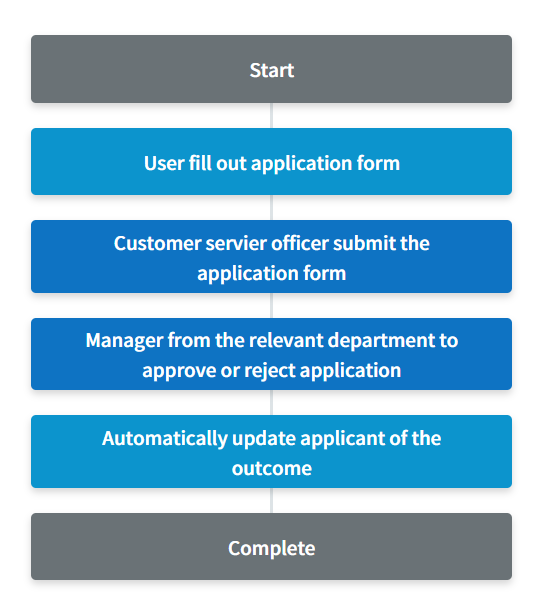 Start
User fill out application form
Customer servier officer submit the
application form
Manager from the relevant department to
approve or reject application
Automatically update applicant of the
outcome
Complete